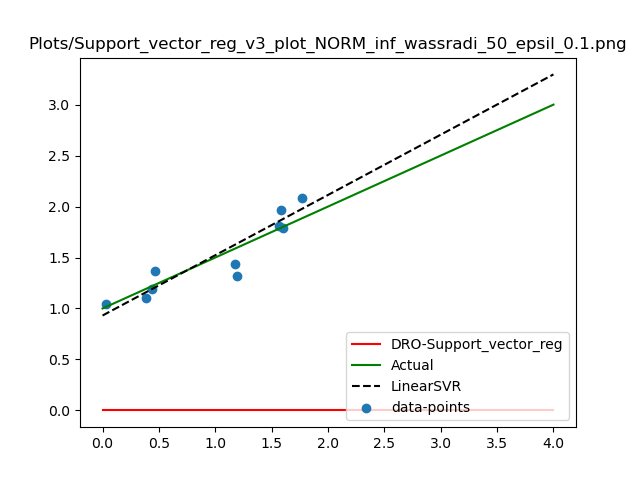 Plots/Support_vector_reg_v3_plot_NORM_inf_wassradi_50_epsil_0.1.png
3.0
2.5
2.0
1.5
1.0
0.5
0.0
DRO-Support_vector_reg
Actual
LinearSVR
data-points
0.0 0.5 1.0 1.5 2.0 2.5 3.0 3.5 4.0